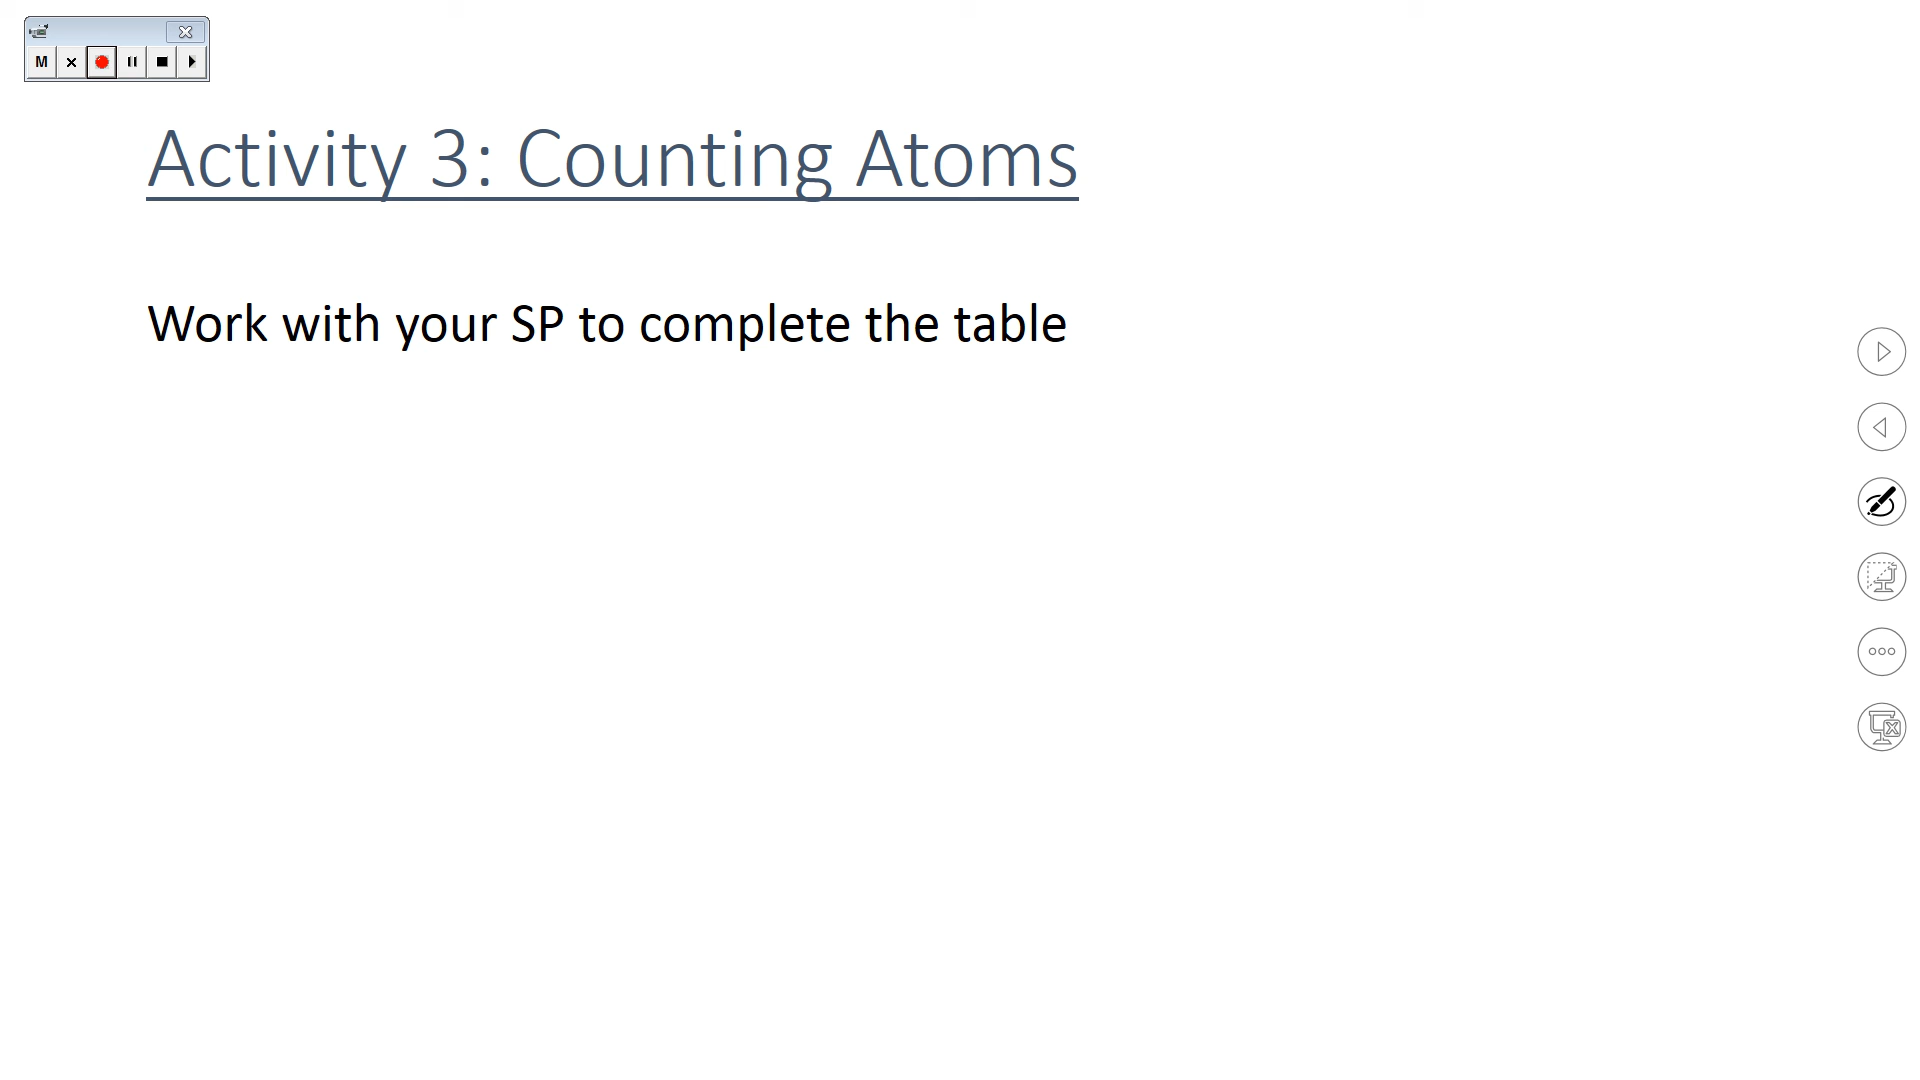 M
Activity 3: Counting Atoms
Work with your SP to complete the table